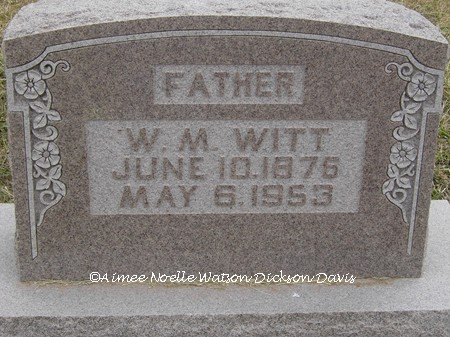 FATHER
W. M. WITT
JUNE 10. 1876
MAY 6. 1953
©Aimee Noelle Watson Dickson Davis